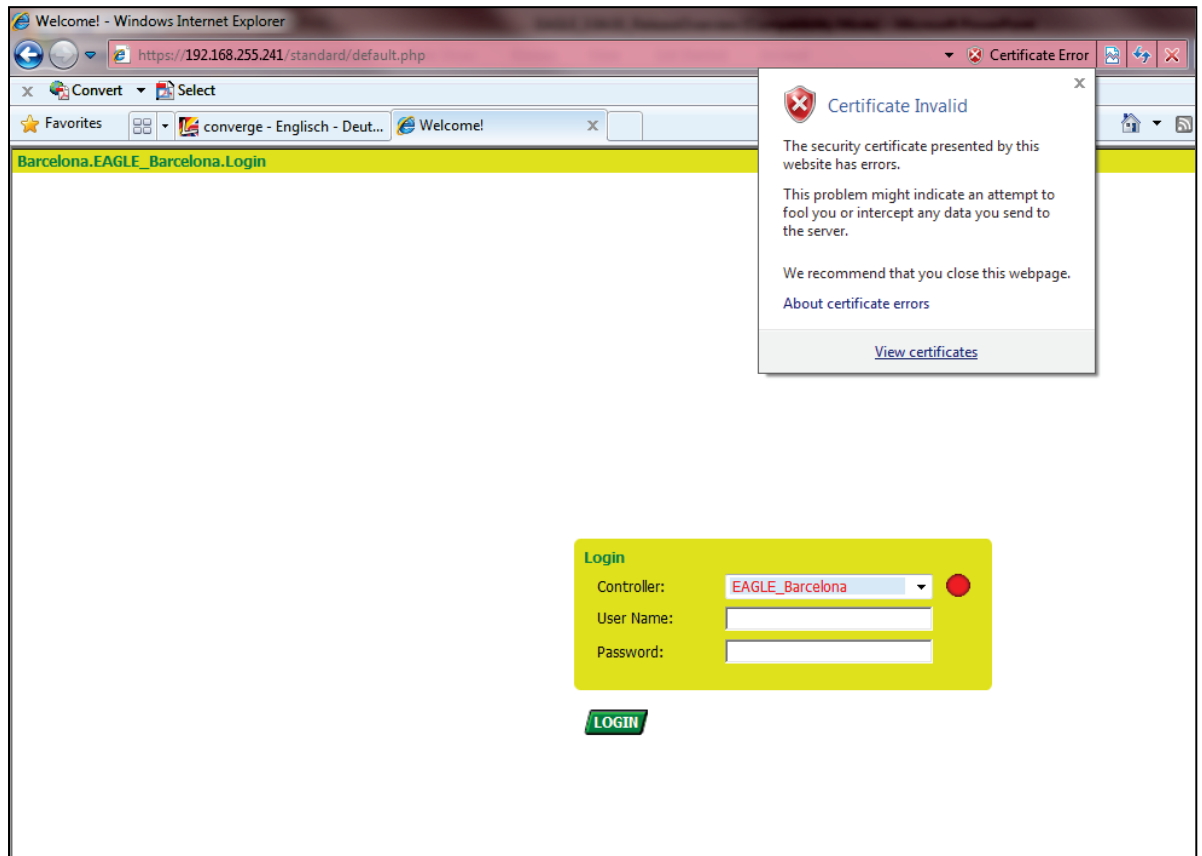 Welcome! - Windows Internet Explorer
https://192.168.255.241/standard/default.php
Certificate Error
x Convert Select
Favorites
converge - Englisch - Deut...
Welcome!
x
Barcelona.EAGLE_Barcelona.Login
x
Certificate Invalid
The security certificate presented by this
website has errors.
This problem might indicate an attempt to
fool you or intercept any data you send to
the server.
We recommend that you close this webpage.
About certificate errors
View certificates
Login
Controller: EAGLE_Barcelona
User Name:
Password:
LOGIN